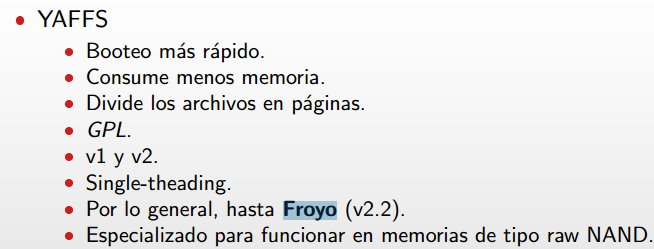 YAFFS
Booteo más rápido.
Consume menos memoria.
Divide los archivos en páginas.
GPL.
v1 y v2.
Single-theading.
Por lo general, hasta Froyo (v2.2).
Especializado para funcionar en memorias de tipo raw NAND.